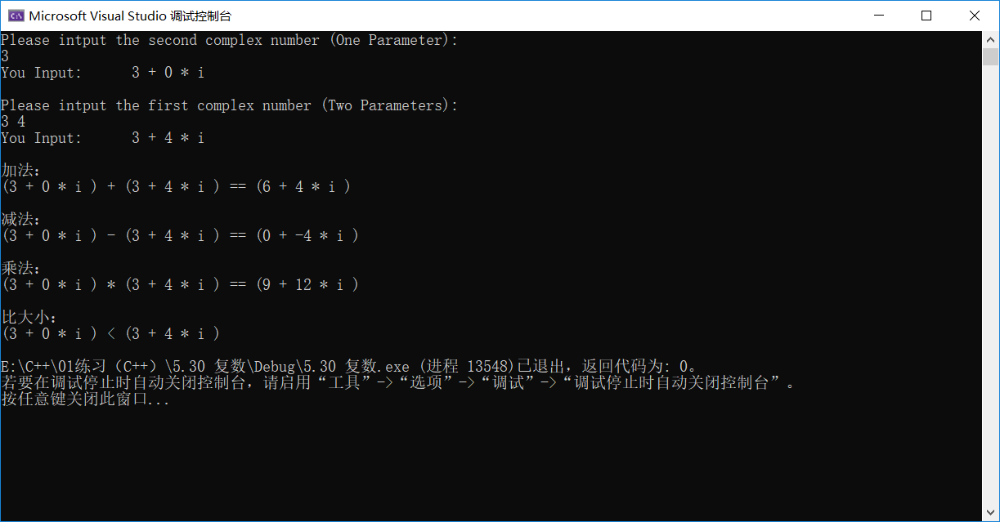 Microsoft Visual Studio 调试控制台
Please intput the second complex number (One Parameter):
3
You Input:      3 + 0 * i
Please intput the first complex number (Two Parameters):
3 4
You Input:      3 + 4 * i
加法:
(3 + 0 * i ) + (3 + 4 * i ) == (6 + 4 * i )
减法:
(3 + 0 * i ) - (3 + 4 * i ) == (0 + -4 * i )
乘法:
(3 + 0 * i ) * (3 + 4 * i ) == (9 + 12 * i )
比大小:
(3 + 0 * i ) < (3 + 4 * i )
E:\C++\01练习（C++）\5.30 复数\Debug\5.30 复数.exe (进程 13548)已退出，返回代码为: 0。
若要在调试停止时自动关闭控制台，请启用“工具”->“选项”->“调试”->“调试停止时自动关闭控制台”。
按任意键关闭此窗口...